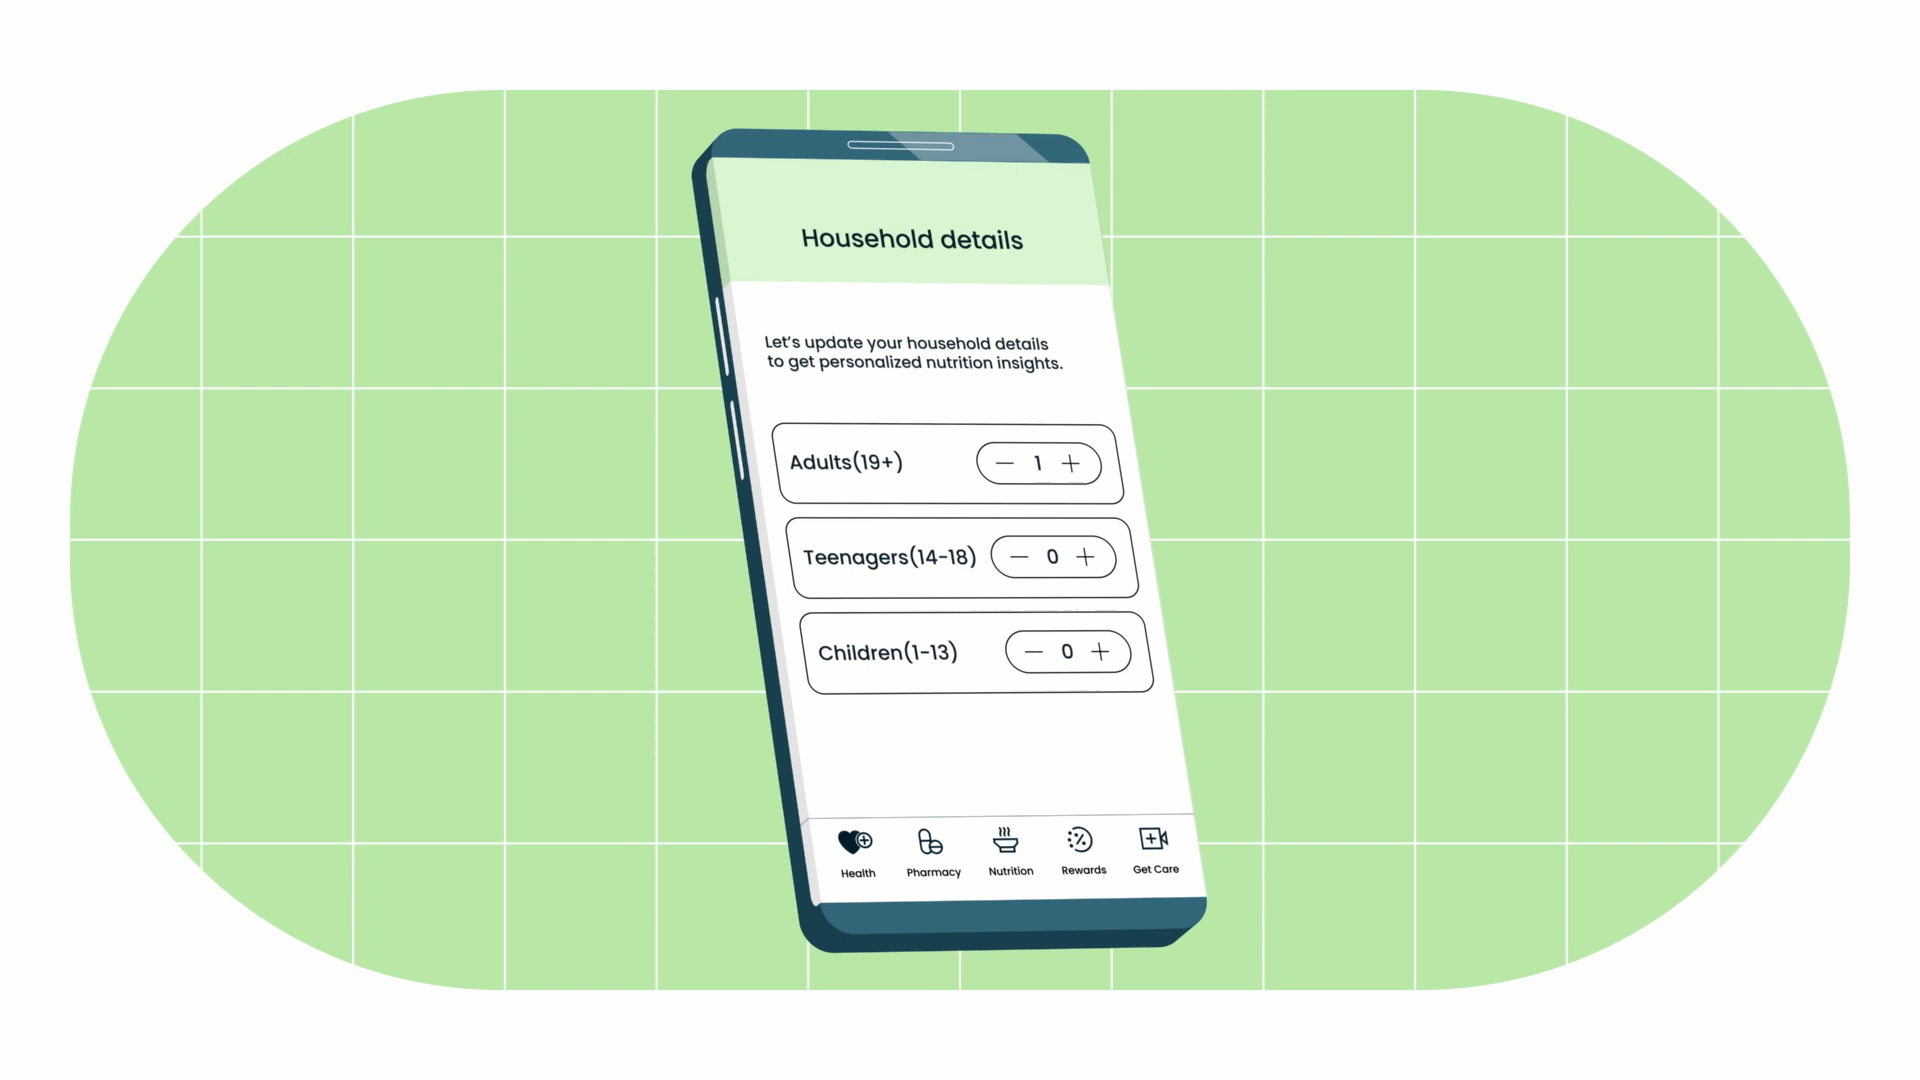 Household details
Let's update your household details
to get personalized nutrition insights.
Adults(19+) — 1 +
Teenagers(14-18) — 0 +
Children(1-13) — 0 +
Health Pharmacy Nutrition Rewards Get Care